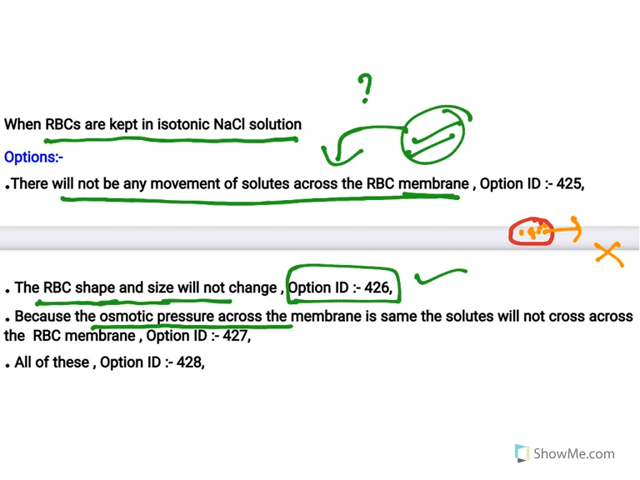 ?
When RBCs are kept in isotonic NaCl solution
Options:-
.There will not be any movement of solutes across the RBC membrane , Option ID :- 425,
. The RBC shape and size will not change , Option ID :- 426,
. Because the osmotic pressure across the membrane is same the solutes will not cross across
the RBC membrane , Option ID :- 427,
. All of these , Option ID :- 428,
ShowMe.com